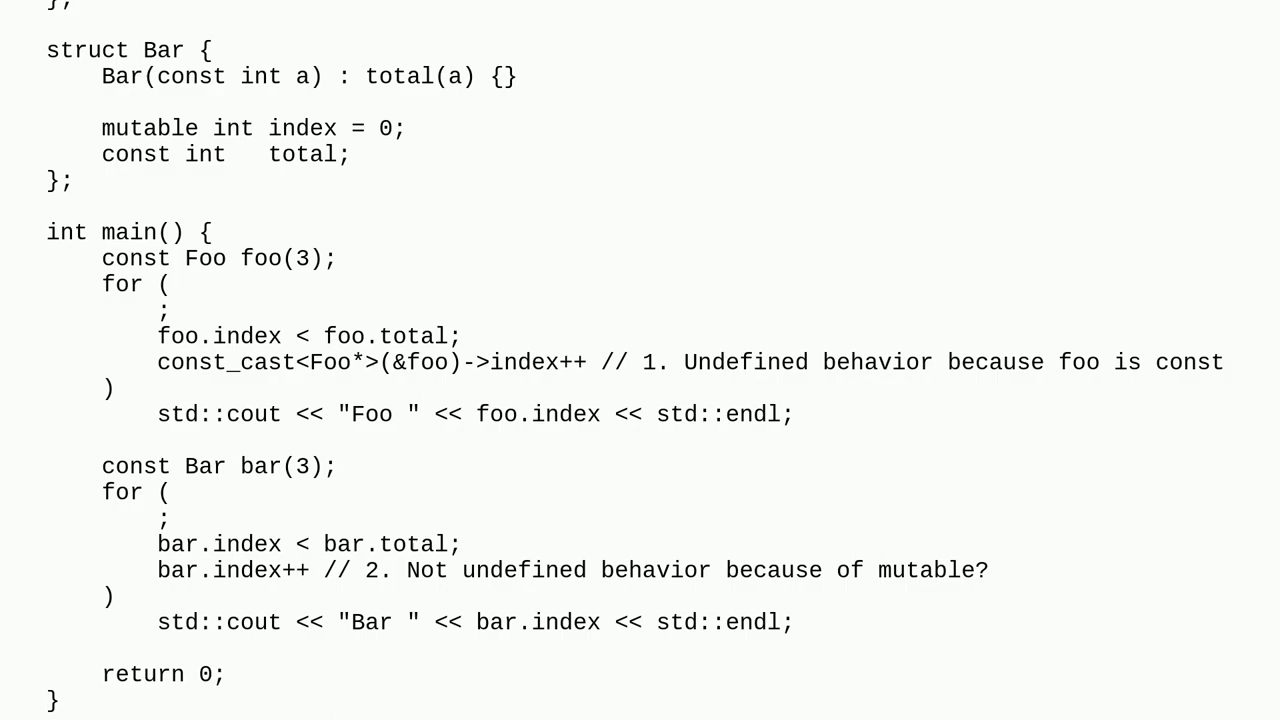 };
struct Bar {
    Bar(const int a) : total(a) {}
    mutable int index = 0;
    const int   total;
};
int main() {
    const Foo foo(3);
    for (
        ;
        foo.index < foo.total;
        const_cast<Foo*>(&foo)->index++ // 1. Undefined behavior because foo is const
    )
        std::cout << "Foo " << foo.index << std::endl;
    const Bar bar(3);
    for (
        ;
        bar.index < bar.total;
        bar.index++ // 2. Not undefined behavior because of mutable?
    )
        std::cout << "Bar " << bar.index << std::endl;
    return 0;
}